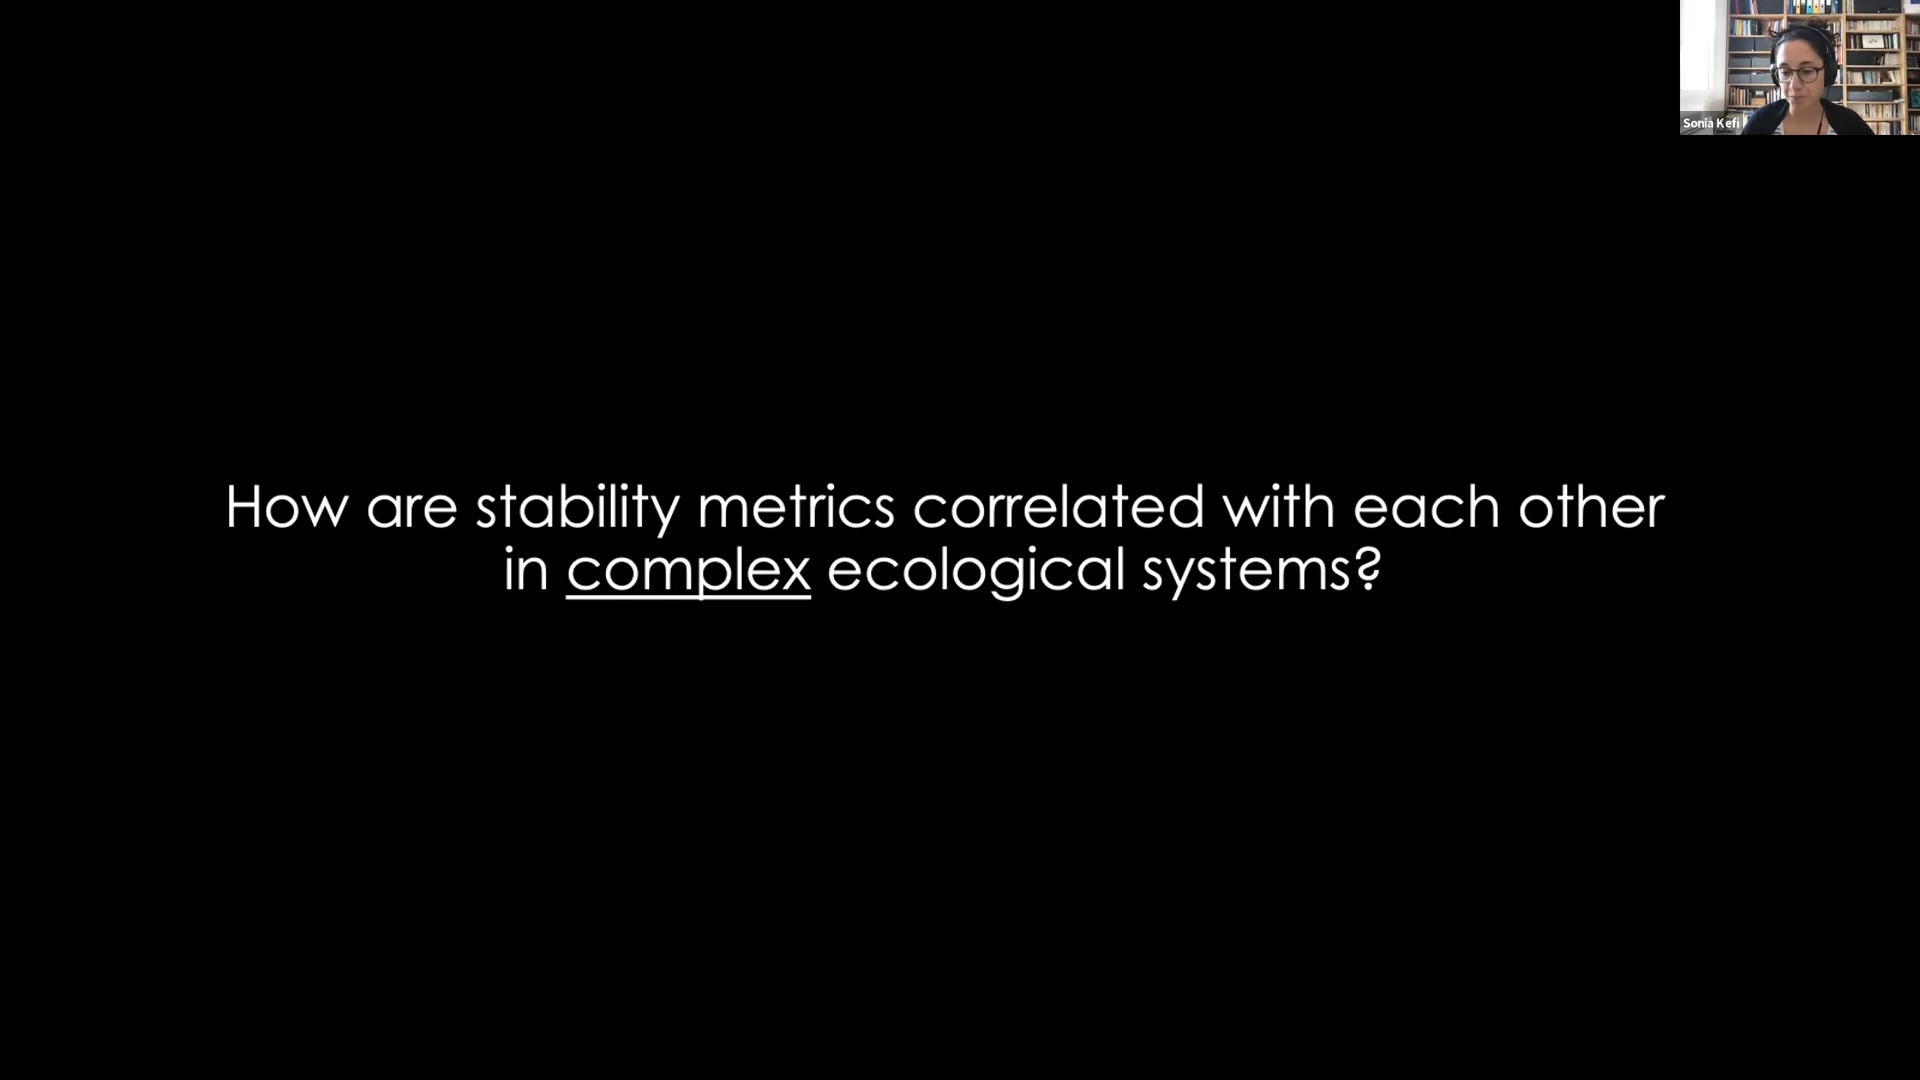 Sonia Kefi
How are stability metrics correlated with each other
in complex ecological systems?